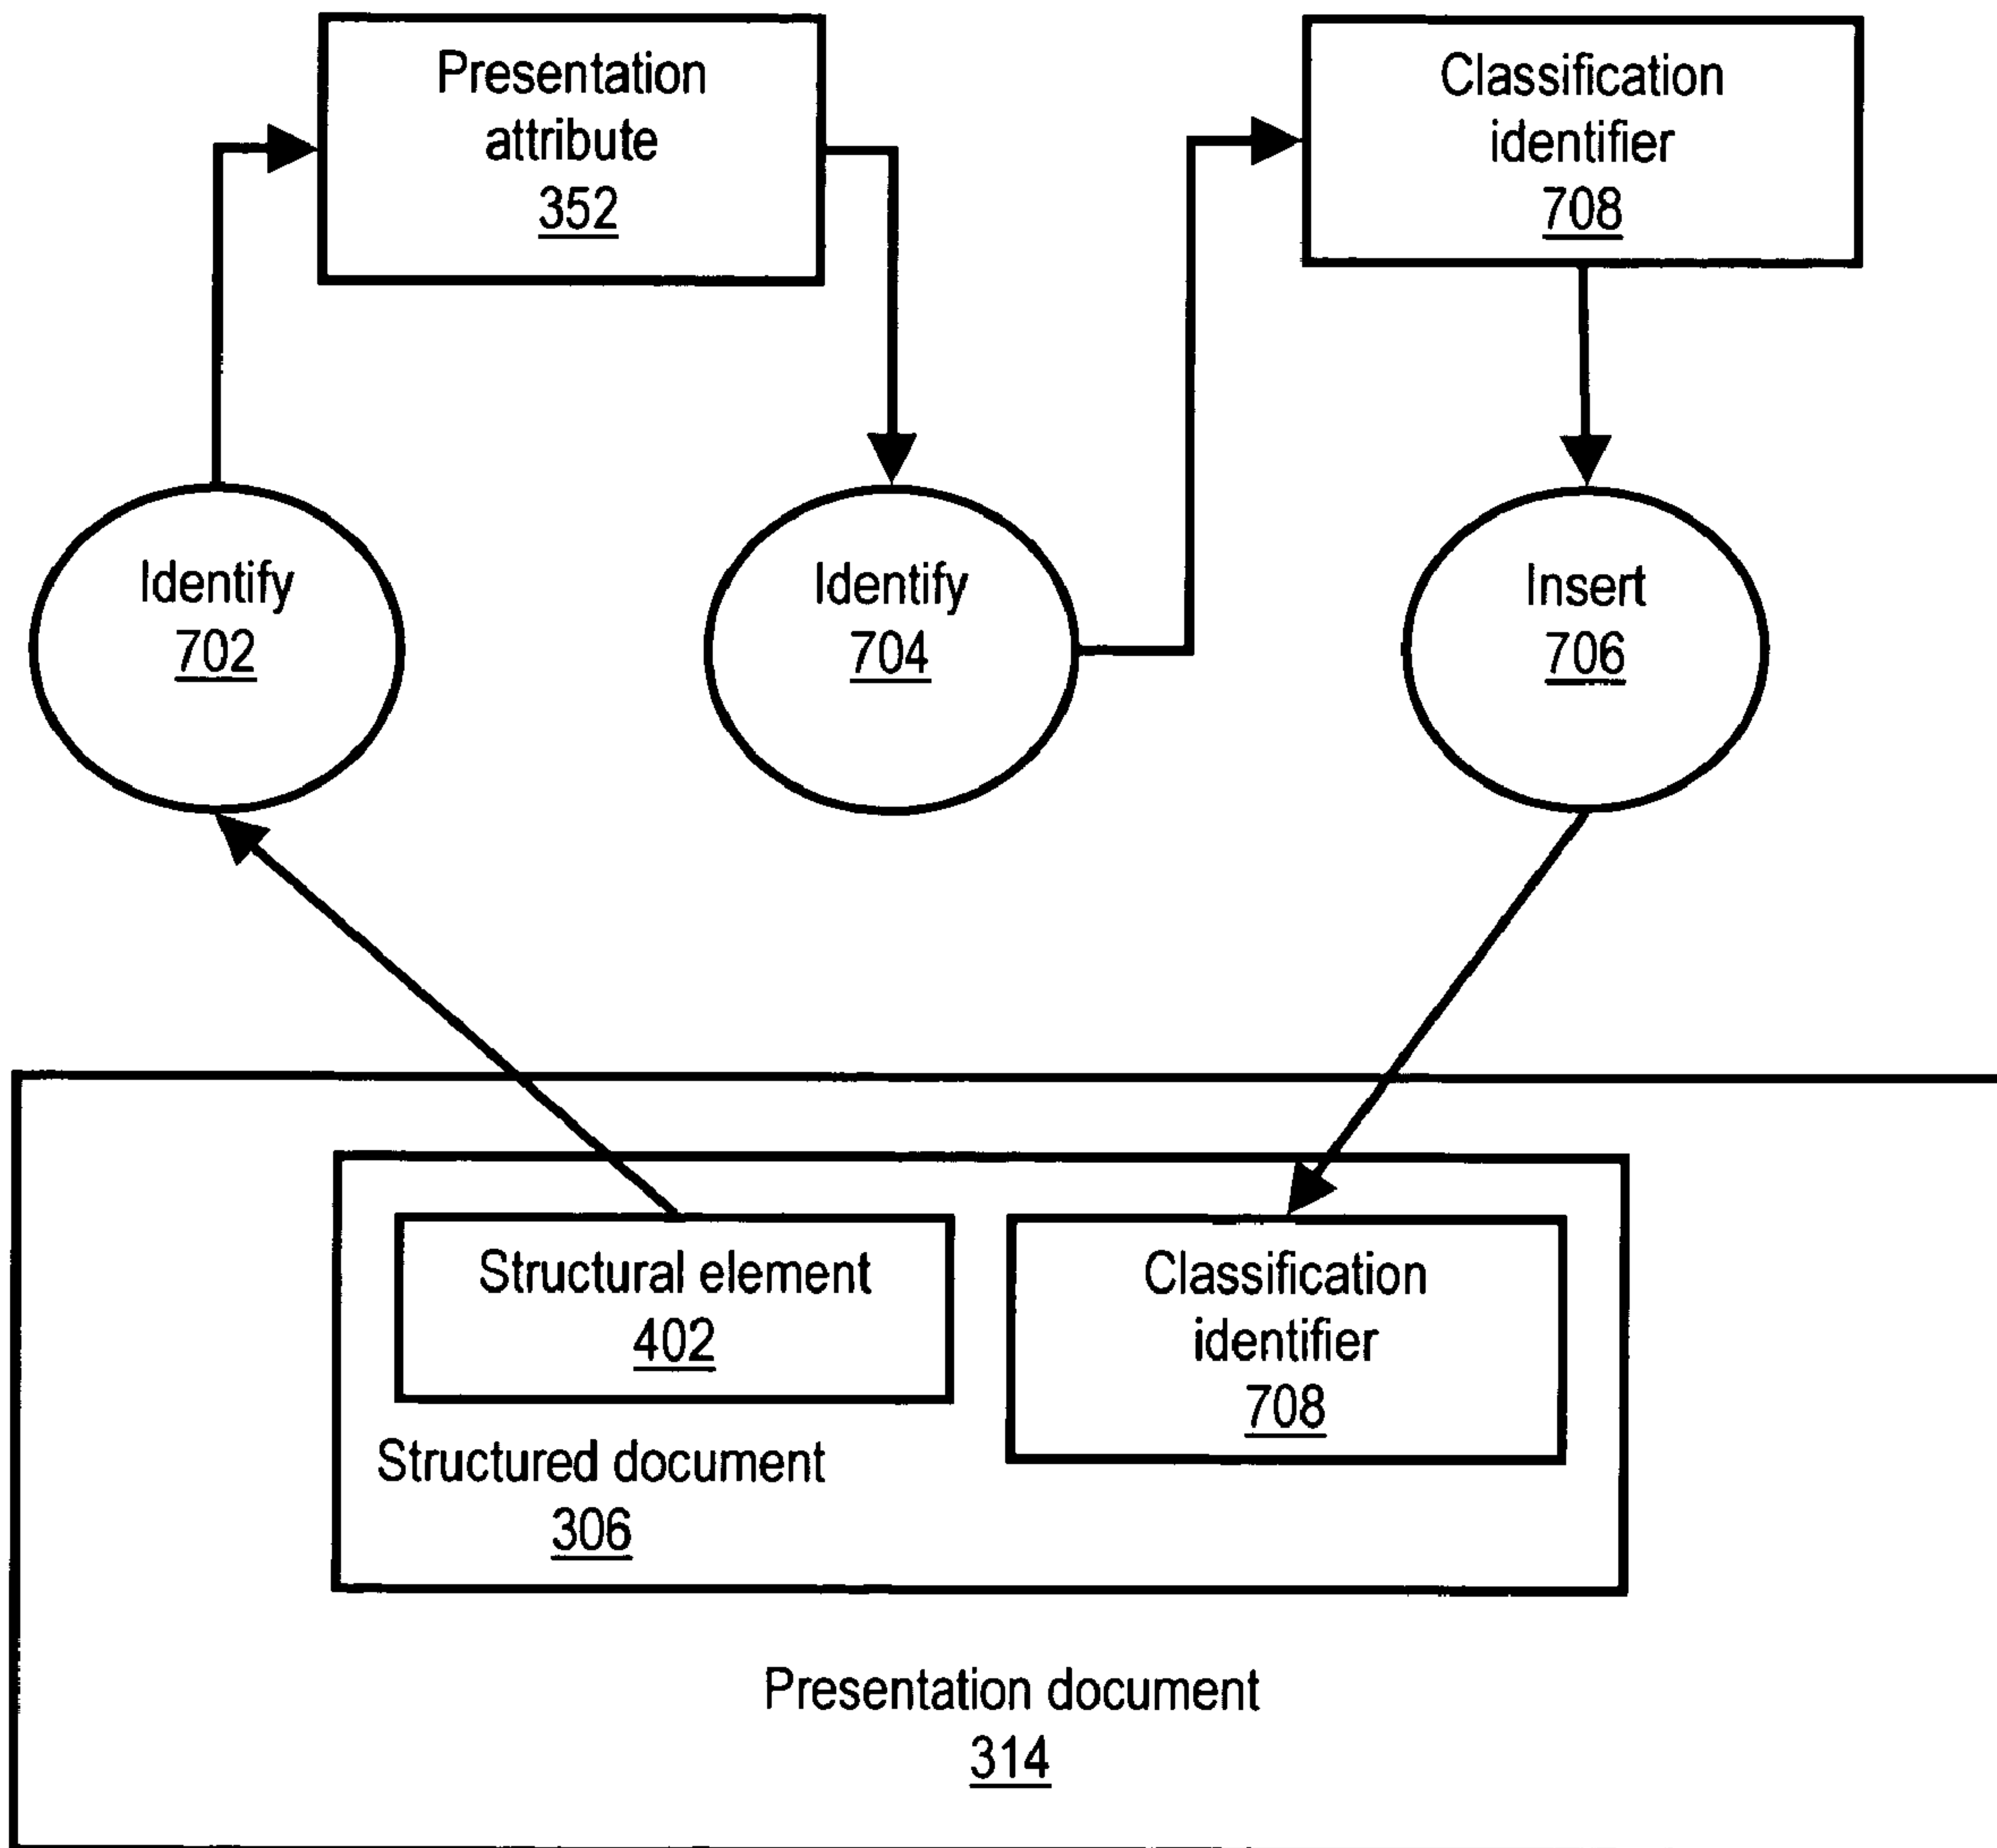 Presentation
attribute
352
Classification
identifier
708
Identify
702
Identify
704
Insert
706
Structural element
402
Classification
identifier
708
Structured document
306
Presentation document
314